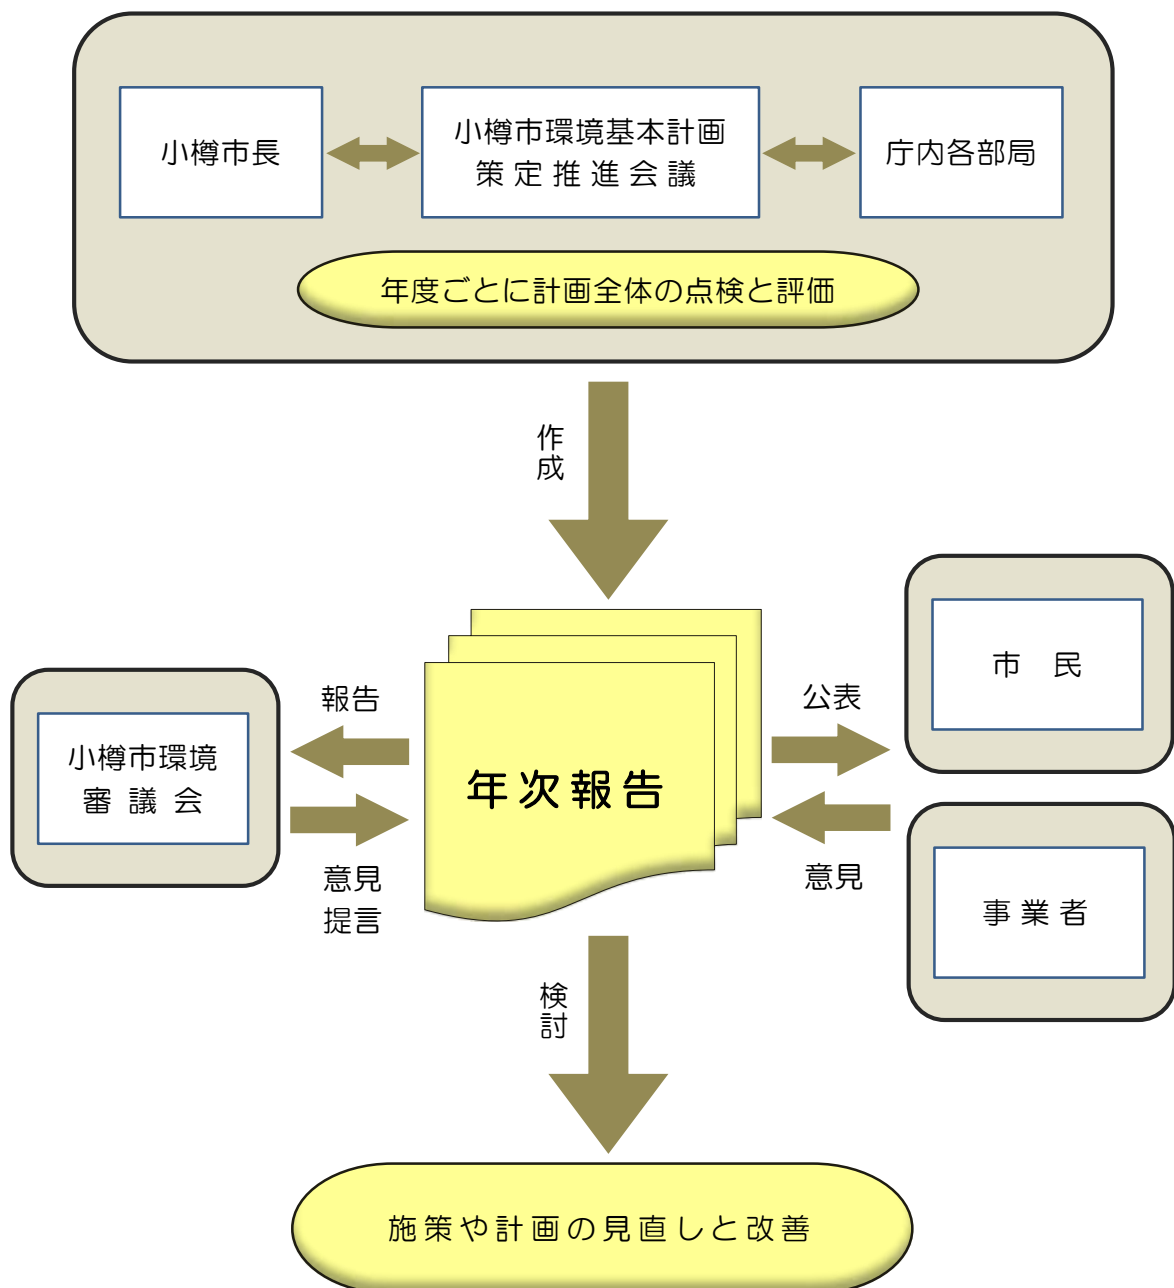 小樽市長
小樽市環境基本計画
策定推進会議
庁内各部局
年度ごとに計画全体の点検と評価
作成
市 民
報告
公表
小樽市環境
審議会
年次報告
意見
提言
意見
事業者
検討
施策や計画の見直しと改善